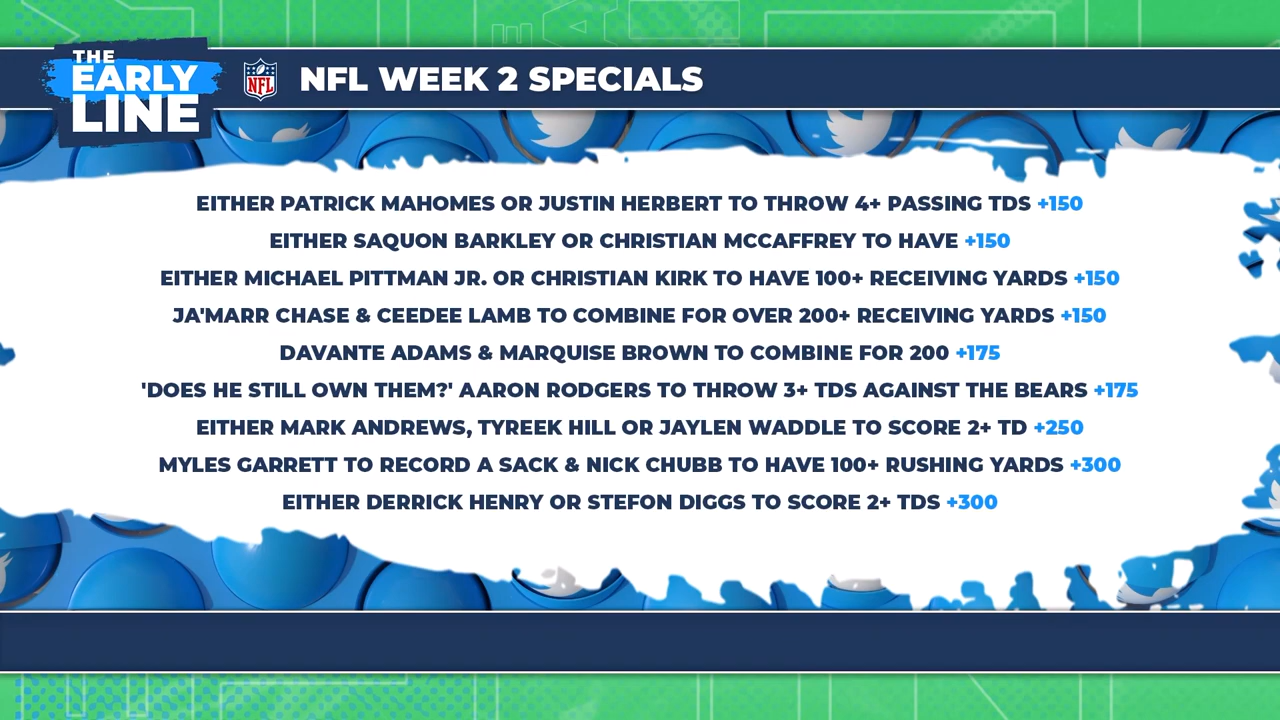 THE
EARLY
LINE
NFL
NFL WEEK 2 SPECIALS
EITHER PATRICK MAHOMES OR JUSTIN HERBERT TO THROW 4+ PASSING TDS +150
EITHER SAQUON BARKLEY OR CHRISTIAN MCCAFFREY TO HAVE +150
EITHER MICHAEL PITTMAN JR. OR CHRISTIAN KIRK TO HAVE 100+ RECEIVING YARDS +150
JA'MARR CHASE & CEEDEE LAMB TO COMBINE FOR OVER 200+ RECEIVING YARDS +150
DAVANTE ADAMS & MARQUISE BROWN TO COMBINE FOR 200 +175
'DOES HE STILL OWN THEM?' AARON RODGERS TO THROW 3+ TDS AGAINST THE BEARS +175
EITHER MARK ANDREWS, TYREEK HILL OR JAYLEN WADDLE TO SCORE 2+ TD +250
MYLES GARRETT TO RECORD A SACK & NICK CHUBB TO HAVE 100+ RUSHING YARDS +300
EITHER DERRICK HENRY OR STEFON DIGGS TO SCORE 2+ TDS +300